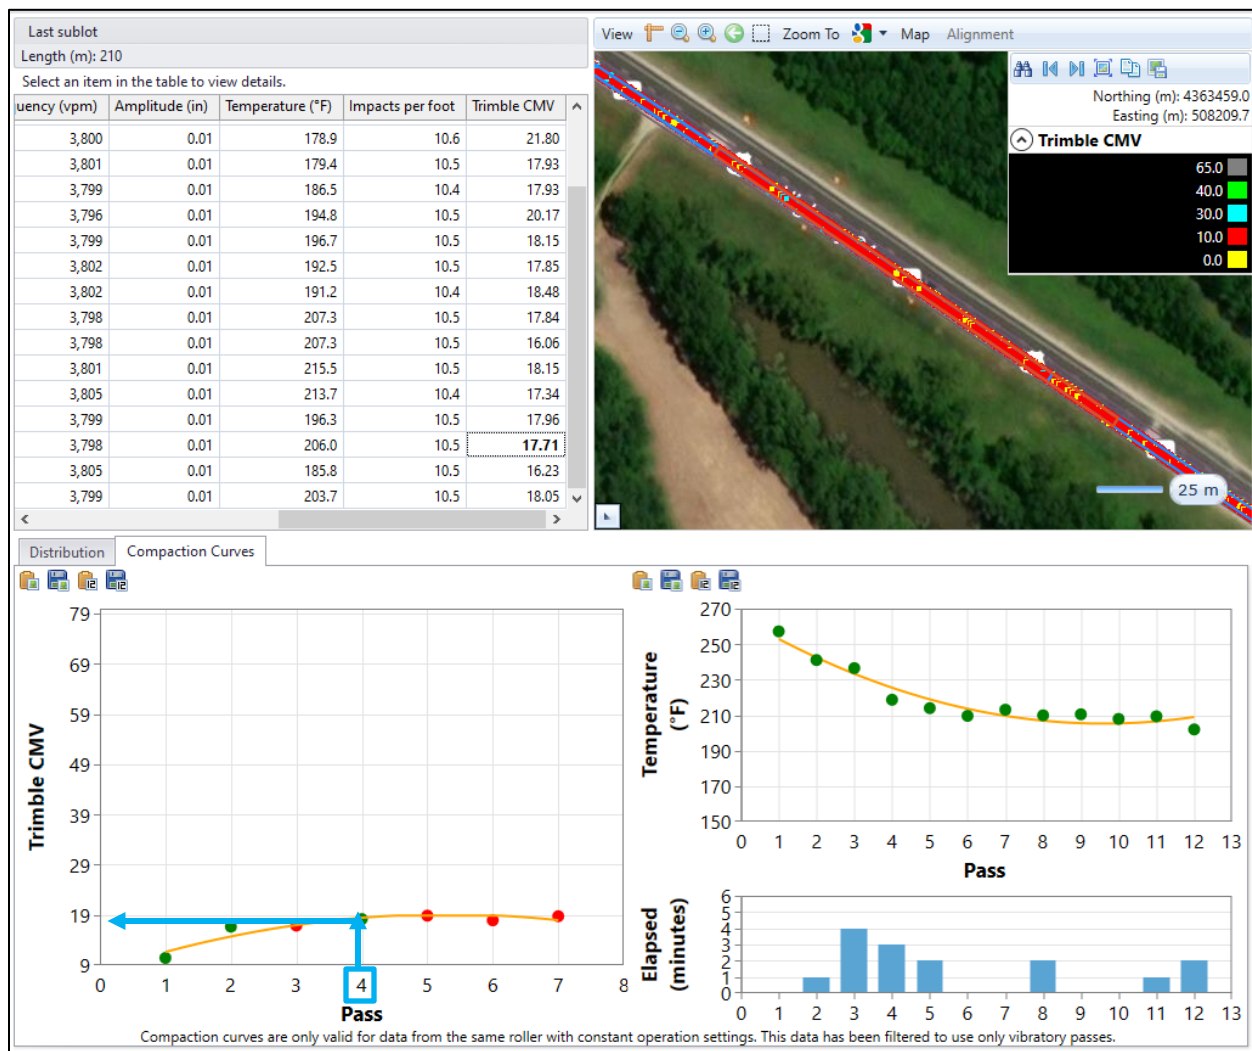 Last sublot
Length (m): 210
Select an item in the table to view details.
uency (vpm) Amplitude (in) Temperature (°F) Impacts per foot Trimble CMV
3,800 0.01 178.9 10.6 21.80
3,801 0.01 179.4 10.5 17.93
3,799 0.01 186.5 10.4 17.93
3,796 0.01 194.8 10.5 20.17
3,799 0.01 196.7 10.5 18.15
3,802 0.01 192.5 10.5 17.85
3,802 0.01 191.2 10.4 18.48
3,798 0.01 207.3 10.5 17.84
3,798 0.01 207.3 10.5 16.06
3,801 0.01 215.5 10.5 18.15
3,805 0.01 213.7 10.4 17.34
3,799 0.01 196.3 10.5 17.96
3,798 0.01 206.0 10.5 17.71
3,805 0.01 185.8 10.5 16.23
3,799 0.01 203.7 10.5 18.05
View Zoom To Map Alignment
Northing (m): 4363459.0
Easting (m): 508209.7
Trimble CMV
65.0
40.0
30.0
10.0
0.0
25 m
Distribution Compaction Curves
12 12
12 12
Trimble CMV
79
69
59
49
39
29
19
9
0 1 2 3 4 5 6 7 8
Pass
Temperature
(°F)
270
250
230
210
190
170
150
0 1 2 3 4 5 6 7 8 9 10 11 12 13
Pass
Elapsed
(minutes)
6
5
4
3
2
1
0
0 1 2 3 4 5 6 7 8 9 10 11 12 13
Compaction curves are only valid for data from the same roller with constant operation settings. This data has been filtered to use only vibratory passes.